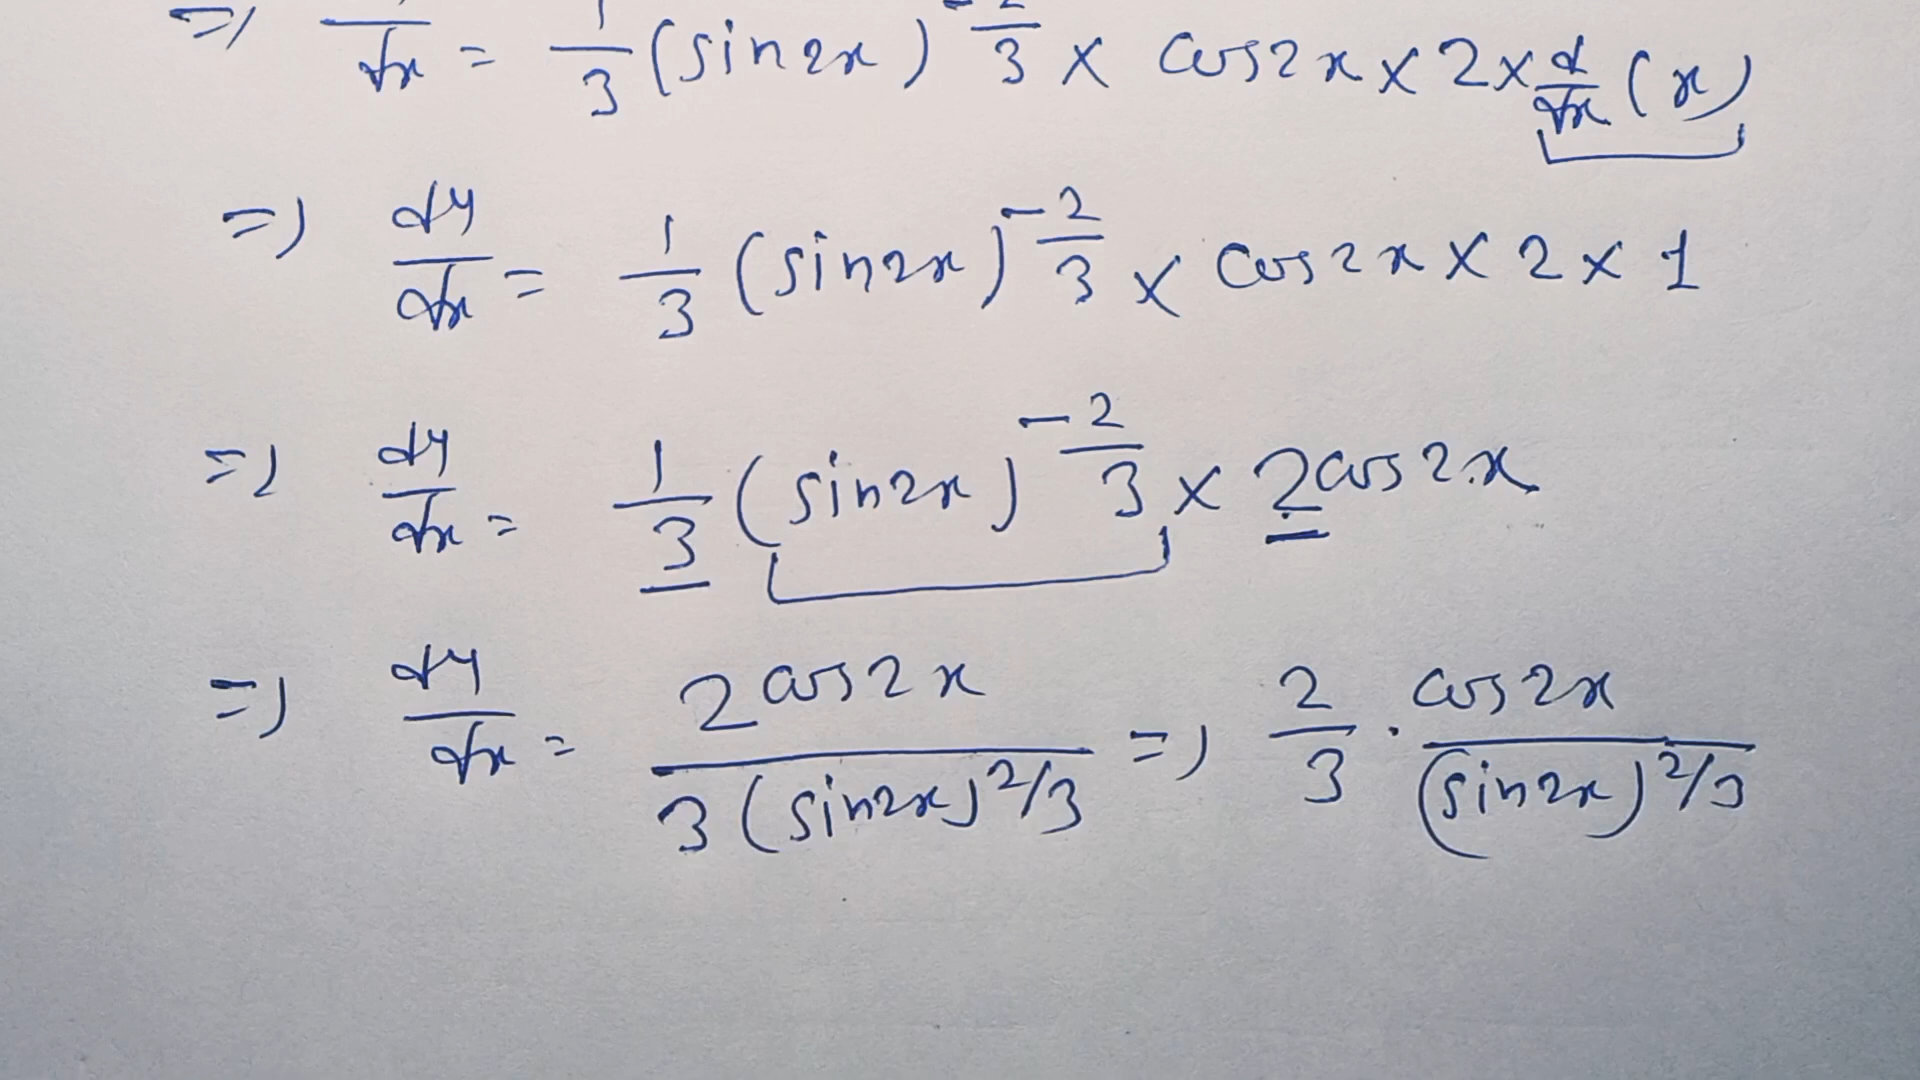 => /dx = 1/3 (sin2x)^-2/3 × cos2x × 2 × d/dx (x)
=> dy/dx = 1/3 (sin2x)^-2/3 × cos2x × 2 × 1
=> dy/dx = 1/3 (sin2x)^-2/3 × 2cos2x
=> dy/dx = 2cos2x / 3(sin2x)^2/3 => 2/3 . cos2x / (sin2x)^2/3